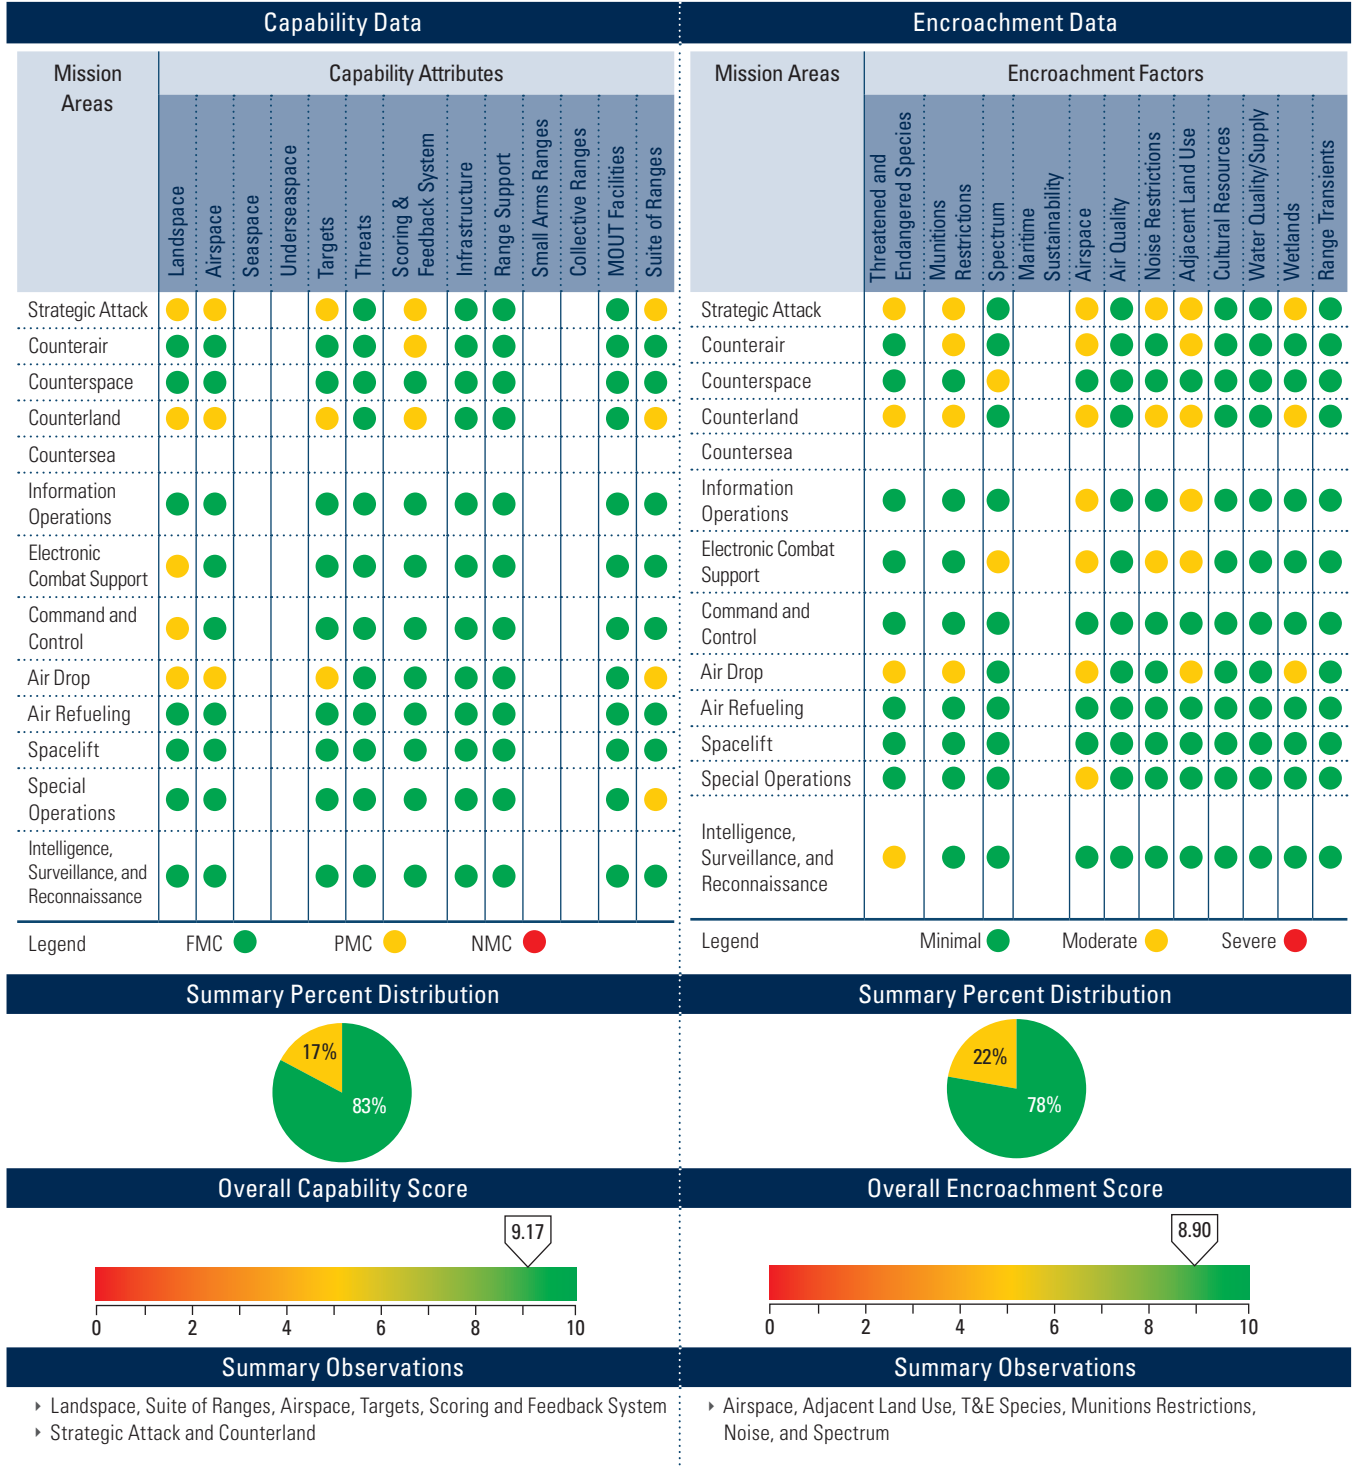 Capability Data
Mission
Areas
Capability Attributes
Landspace
Airspace
Seaspace
Underseaspace
Targets
Threats
Scoring &
Feedback System
Infrastructure
Range Support
Small Arms Ranges
Collective Ranges
MOUT Facilities
Suite of Ranges
Strategic Attack
Counterair
Counterspace
Counterland
Countersea
Information
Operations
Electronic
Combat Support
Command and
Control
Air Drop
Air Refueling
Spacelift
Special
Operations
Intelligence,
Surveillance, and
Reconnaissance
Legend FMC PMC NMC
Summary Percent Distribution
17%
83%
Overall Capability Score
9.17
0 2 4 6 8 10
Summary Observations
‣ Landspace, Suite of Ranges, Airspace, Targets, Scoring and Feedback System
‣ Strategic Attack and Counterland
Encroachment Data
Mission Areas
Encroachment Factors
Threatened and
Endangered Species
Munitions
Restrictions
Spectrum
Maritime
Sustainability
Airspace
Air Quality
Noise Restrictions
Adjacent Land Use
Cultural Resources
Water Quality/Supply
Wetlands
Range Transients
Strategic Attack
Counterair
Counterspace
Counterland
Countersea
Information
Operations
Electronic Combat
Support
Command and
Control
Air Drop
Air Refueling
Spacelift
Special Operations
Intelligence,
Surveillance, and
Reconnaissance
Legend Minimal Moderate Severe
Summary Percent Distribution
22%
78%
Overall Encroachment Score
8.90
0 2 4 6 8 10
Summary Observations
‣ Airspace, Adjacent Land Use, T&E Species, Munitions Restrictions,
Noise, and Spectrum